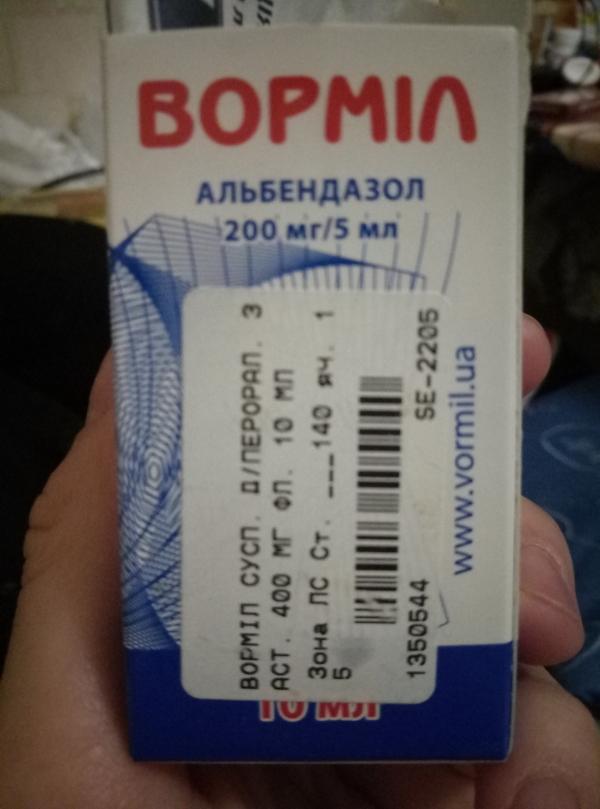 ВОРМІЛ
АЛЬБЕНДАЗОЛ
200 мг/5 мл
ВОРМІЛ СУСП. Д/ПЕРОРАЛ. З
АСТ. 400 МГ ФЛ. 10 МЛ
Зона ЛС Ст. ___140 яч. 1
5
1350544
SE-2205
www.vormil.ua
10 мл